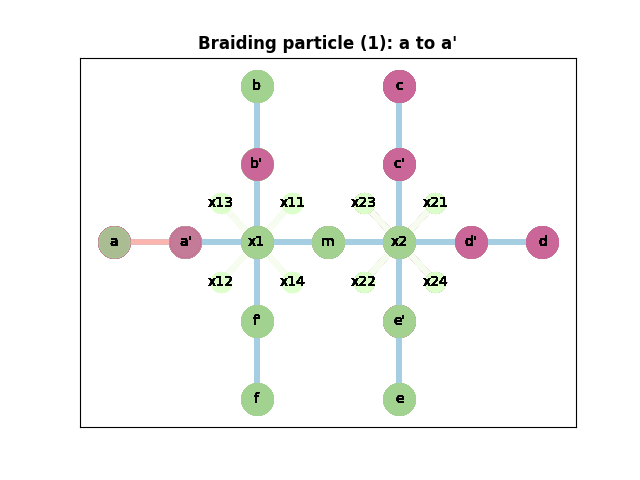 Braiding particle (1): a to a'
b c
b' c'
x13 x11 x23 x21
a a' x1 m x2 d' d
x12 x14 x22 x24
f' e'
f e